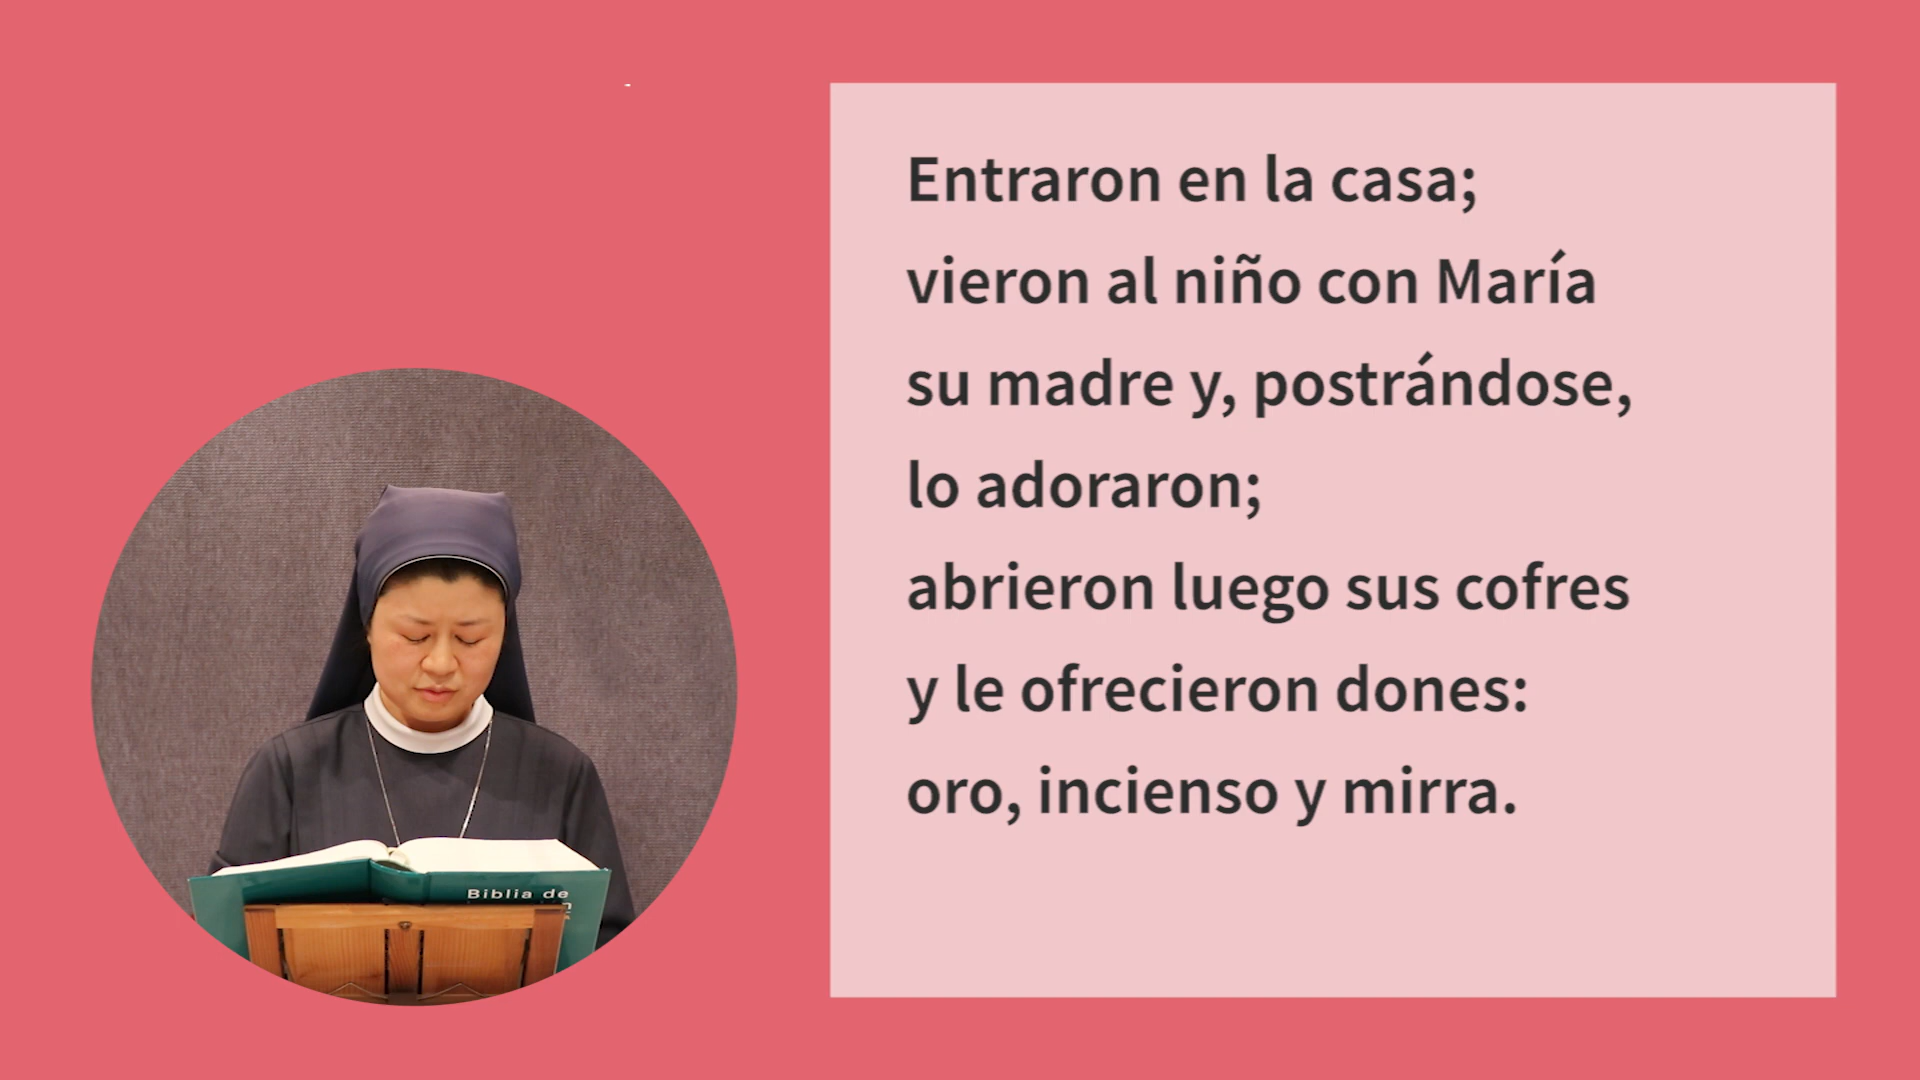 Entraron en la casa;
vieron al niño con María
su madre y, postrándose,
lo adoraron;
abrieron luego sus cofres
y le ofrecieron dones:
oro, incienso y mirra.
Biblia de